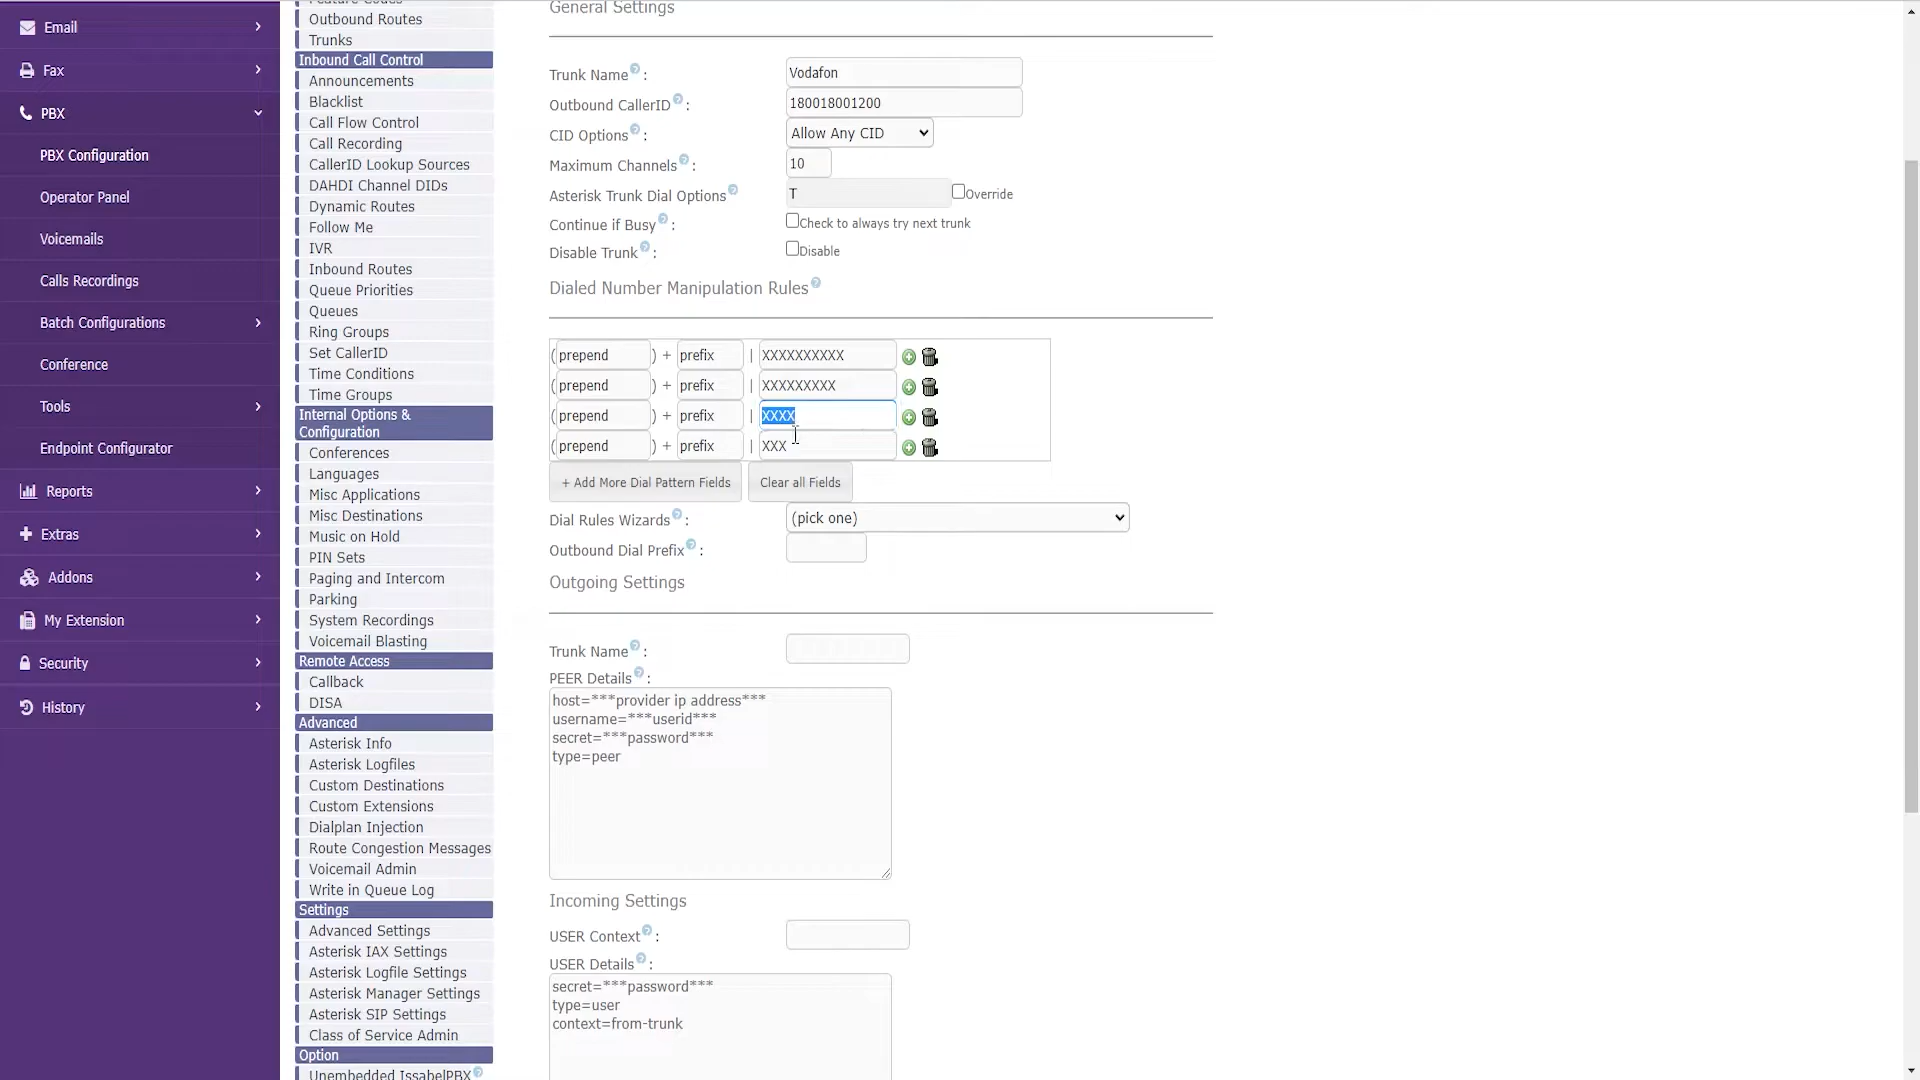 Email
Fax
PBX
PBX Configuration
Operator Panel
Voicemails
Calls Recordings
Batch Configurations
Conference
Tools
Endpoint Configurator
Reports
Extras
Addons
My Extension
Security
History
Feature Codes
Outbound Routes
Trunks
Inbound Call Control
Announcements
Blacklist
Call Flow Control
Call Recording
CallerID Lookup Sources
DAHDI Channel DIDs
Dynamic Routes
Follow Me
IVR
Inbound Routes
Queue Priorities
Queues
Ring Groups
Set CallerID
Time Conditions
Time Groups
Internal Options &
Configuration
Conferences
Languages
Misc Applications
Misc Destinations
Music on Hold
PIN Sets
Paging and Intercom
Parking
System Recordings
Voicemail Blasting
Remote Access
Callback
DISA
Advanced
Asterisk Info
Asterisk Logfiles
Custom Destinations
Custom Extensions
Dialplan Injection
Route Congestion Messages
Voicemail Admin
Write in Queue Log
Settings
Advanced Settings
Asterisk IAX Settings
Asterisk Logfile Settings
Asterisk Manager Settings
Asterisk SIP Settings
Class of Service Admin
Option
Unembedded IssabelPBX?
General Settings
Trunk Name?: Vodafon
Outbound CallerID?: 180018001200
CID Options?: Allow Any CID
Maximum Channels?: 10
Asterisk Trunk Dial Options? T Override
Continue if Busy?: Check to always try next trunk
Disable Trunk?: Disable
Dialed Number Manipulation Rules?
(prepend) + prefix | XXXXXXXXXX
(prepend) + prefix | XXXXXXXXX
(prepend) + prefix | XXXX
(prepend) + prefix | XXX
+ Add More Dial Pattern Fields Clear all Fields
Dial Rules Wizards?: (pick one)
Outbound Dial Prefix?:
Outgoing Settings
Trunk Name?:
PEER Details?:
host=***provider ip address***
username=***userid***
secret=***password***
type=peer
Incoming Settings
USER Context?:
USER Details?:
secret=***password***
type=user
context=from-trunk